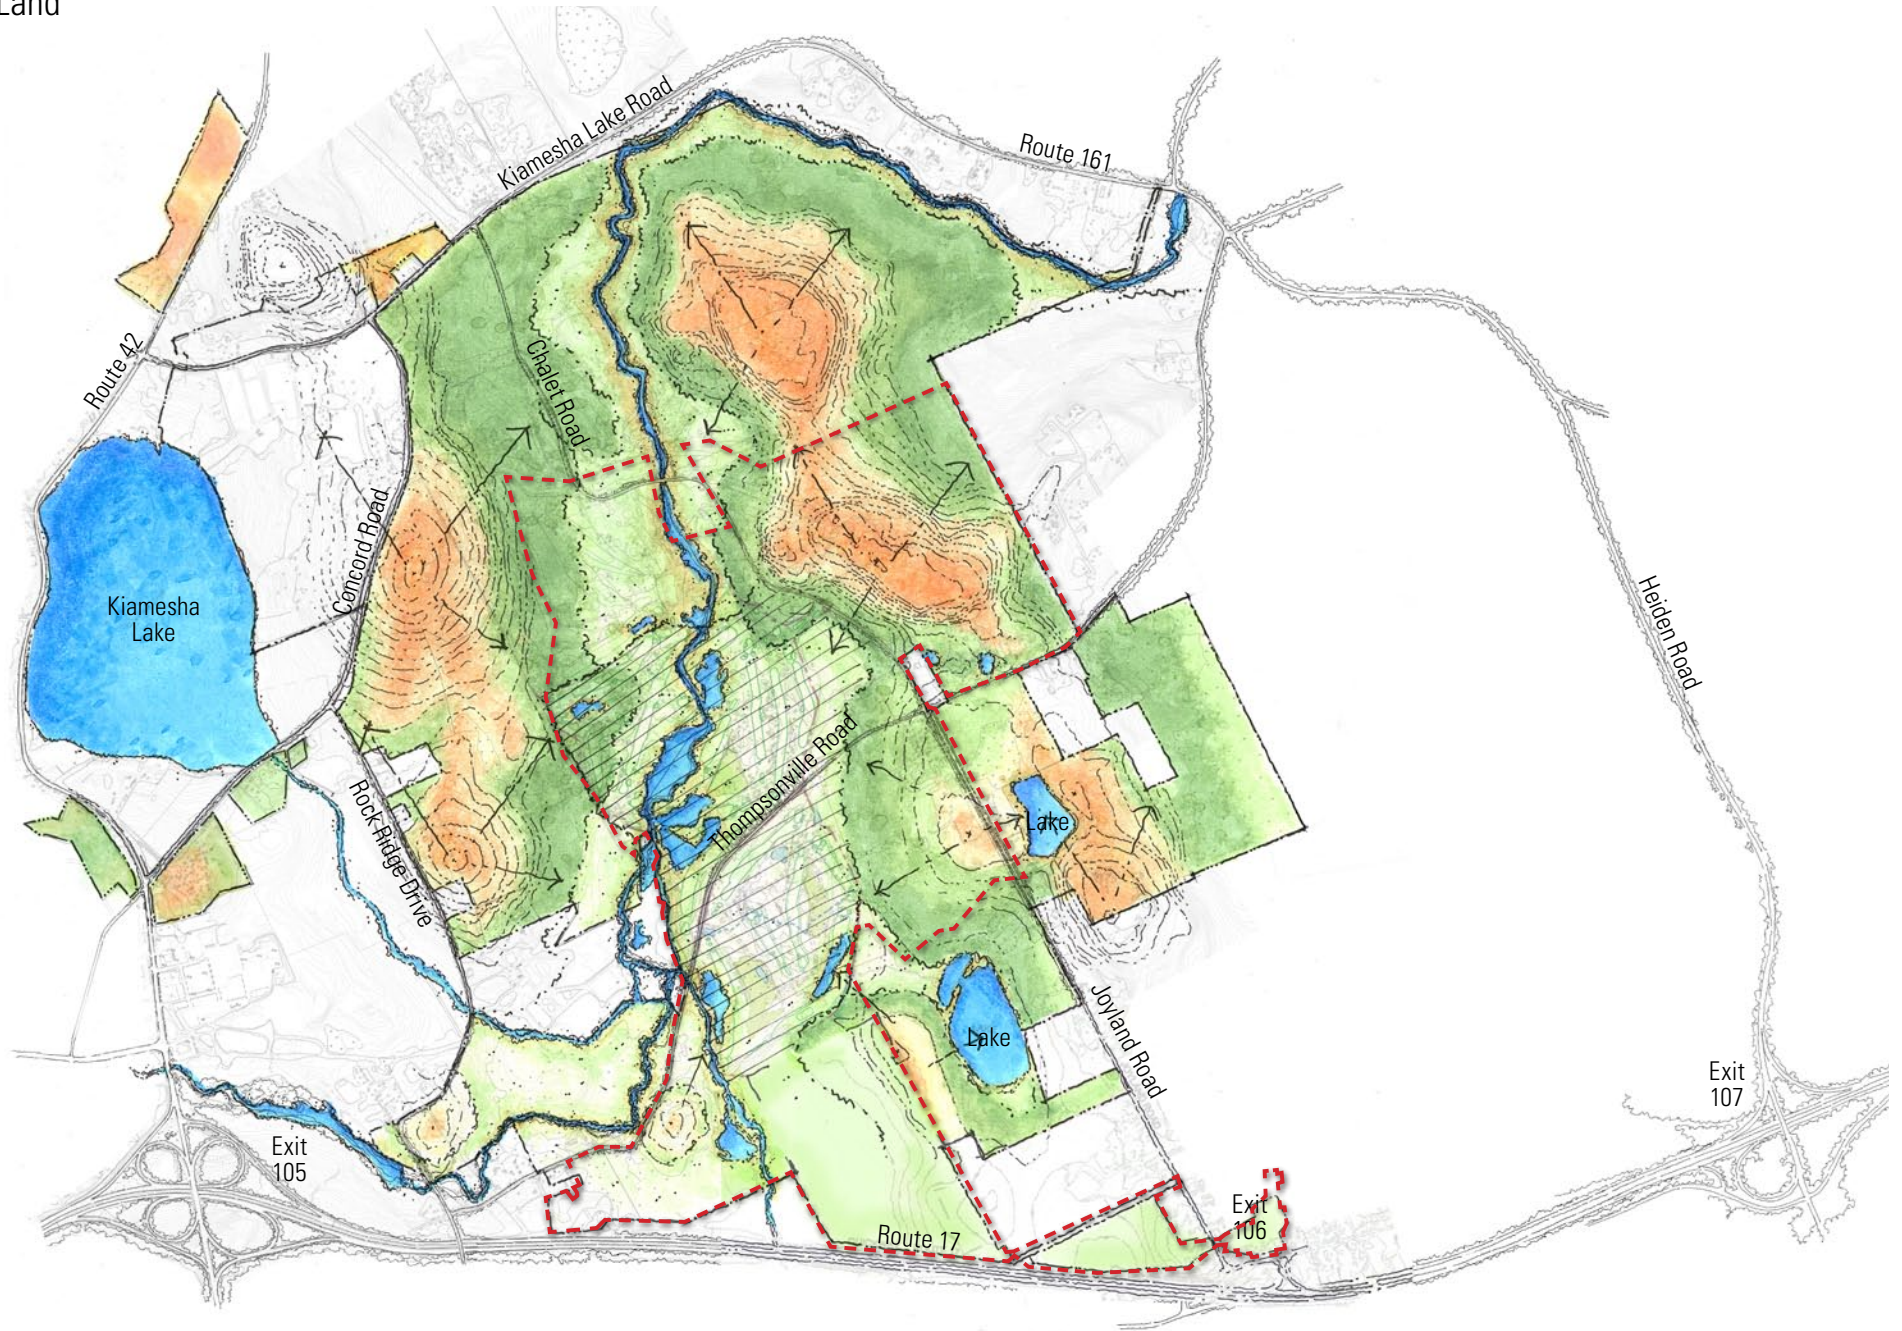 Land
Kiamesha Lake Road
Route 161
Route 42
Chalet Road
Concord Road
Kiamesha
Lake
Heiden Road
Thompsonville Road
Rock Ridge Drive
Lake
Lake
Joyland Road
Exit
107
Exit
105
Exit
106
Route 17